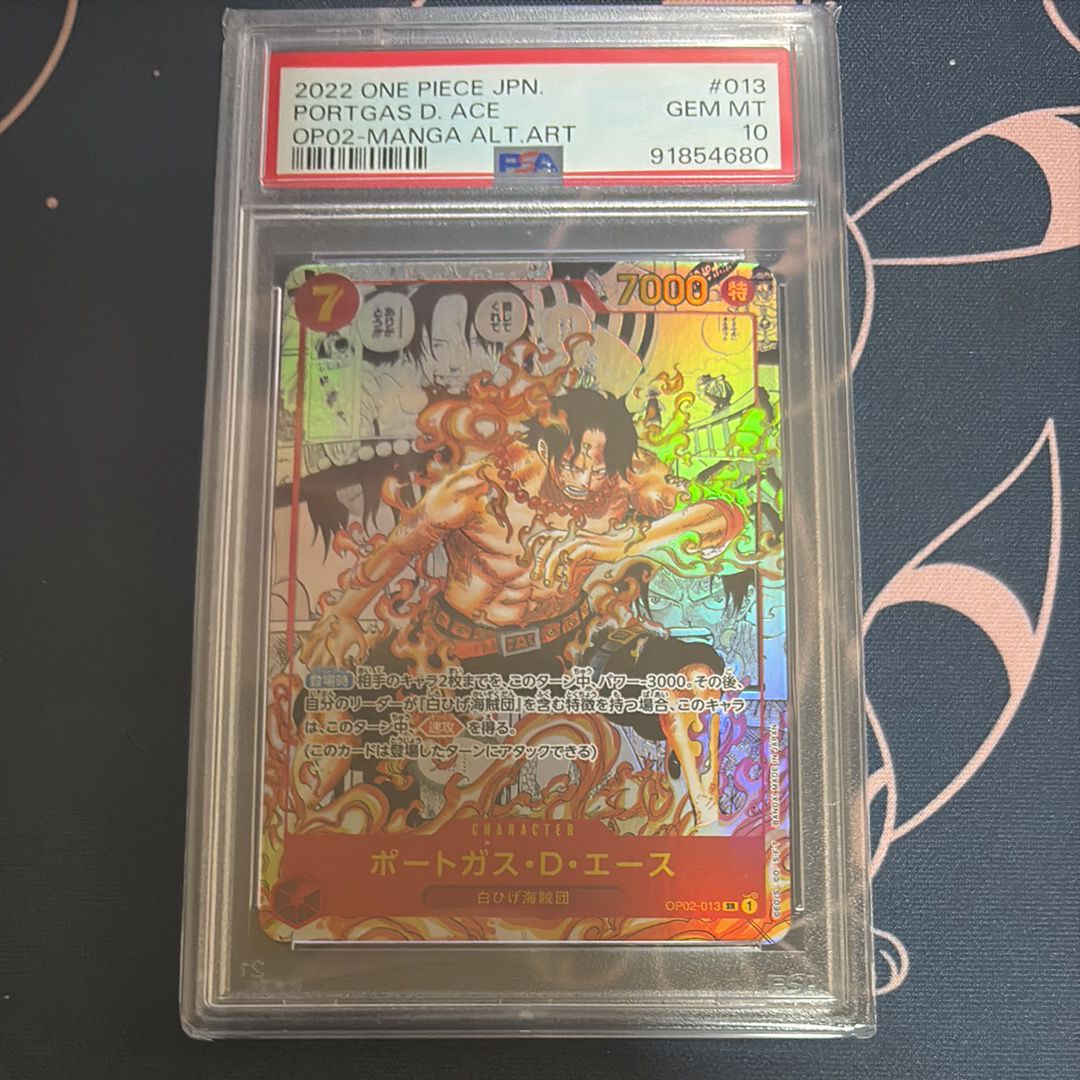 2022 ONE PIECE JPN. #013
PORTGAS D. ACE GEM MT
OP02-MANGA ALT.ART 10
PSA 91854680
7 7000 特
登場時 相手のキャラ2枚までを、このターン中、パワー-3000。その後、
自分のリーダーが『白ひげ海賊団』を含む特徴を持つ場合、このキャラ
は、このターン中、速攻 を得る。
(このカードは登場したターンにアタックできる)
CHARACTER
ポートガス・D・エース
白ひげ海賊団
OP02-013 SR 1
BANDAI MADE IN JAPAN